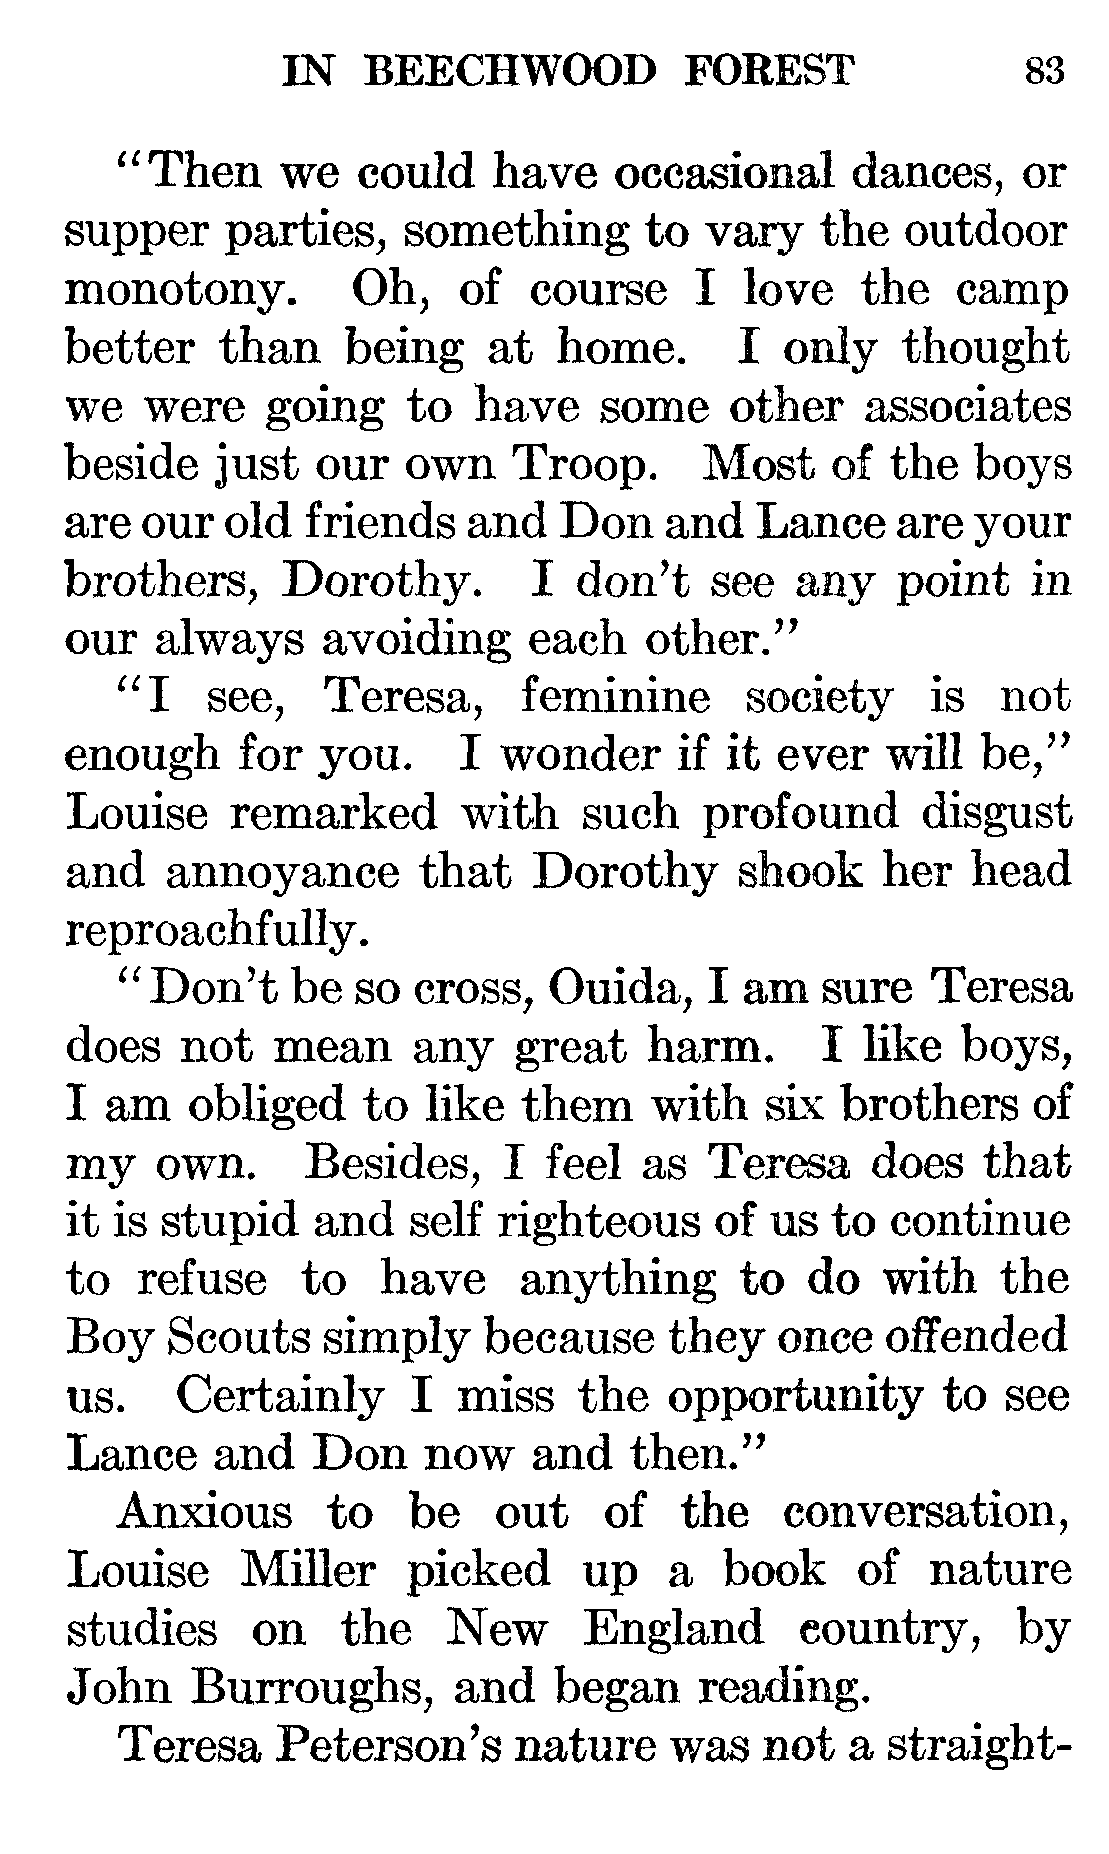 IN BEECHWOOD FOREST 83
"Then we could have occasional dances, or
supper parties, something to vary the outdoor
monotony. Oh, of course I love the camp
better than being at home. I only thought
we were going to have some other associates
beside just our own Troop. Most of the boys
are our old friends and Don and Lance are your
brothers, Dorothy. I don't see any point in
our always avoiding each other."
"I see, Teresa, feminine society is not
enough for you. I wonder if it ever will be,"
Louise remarked with such profound disgust
and annoyance that Dorothy shook her head
reproachfully.
"Don't be so cross, Ouida, I am sure Teresa
does not mean any great harm. I like boys,
I am obliged to like them with six brothers of
my own. Besides, I feel as Teresa does that
it is stupid and self righteous of us to continue
to refuse to have anything to do with the
Boy Scouts simply because they once offended
us. Certainly I miss the opportunity to see
Lance and Don now and then."
Anxious to be out of the conversation,
Louise Miller picked up a book of nature
studies on the New England country, by
John Burroughs, and began reading.
Teresa Peterson's nature was not a straight-